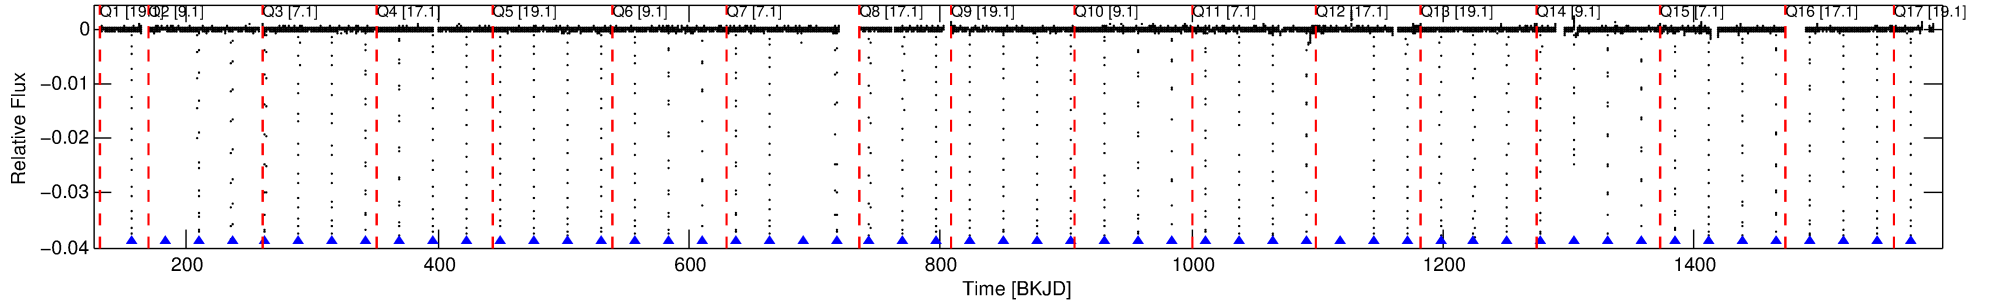 Q1 [19.1] Q2 [9.1] Q3 [7.1] Q4 [17.1] Q5 [19.1] Q6 [9.1] Q7 [7.1] Q8 [17.1] Q9 [19.1] Q10 [9.1] Q11 [7.1] Q12 [17.1] Q13 [19.1] Q14 [9.1] Q15 [7.1] Q16 [17.1] Q17 [19.1]
0
−0.01
−0.02
−0.03
−0.04
Relative Flux
200 400 600 800 1000 1200 1400
Time [BKJD]